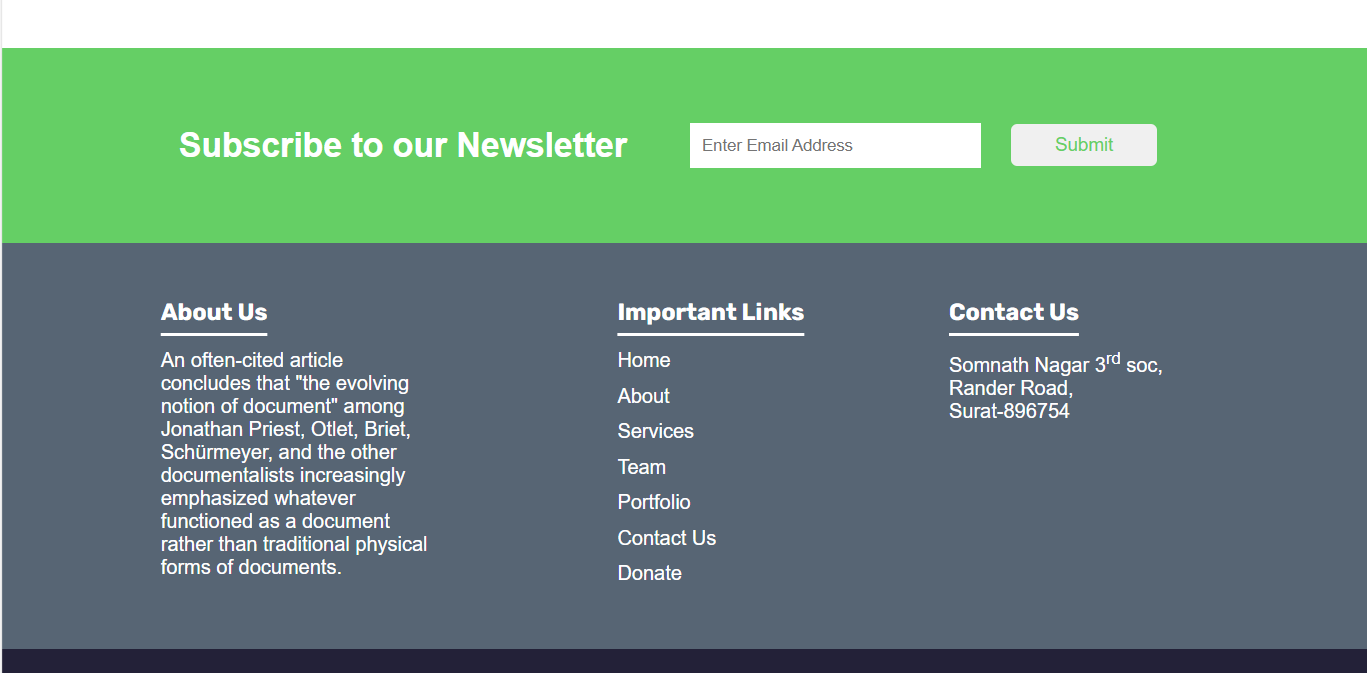 Subscribe to our Newsletter
Enter Email Address
Submit
About Us
An often-cited article
concludes that "the evolving
notion of document" among
Jonathan Priest, Otlet, Briet,
Schürmeyer, and the other
documentalists increasingly
emphasized whatever
functioned as a document
rather than traditional physical
forms of documents.
Important Links
Home
About
Services
Team
Portfolio
Contact Us
Donate
Contact Us
Somnath Nagar 3rd soc,
Rander Road,
Surat-896754